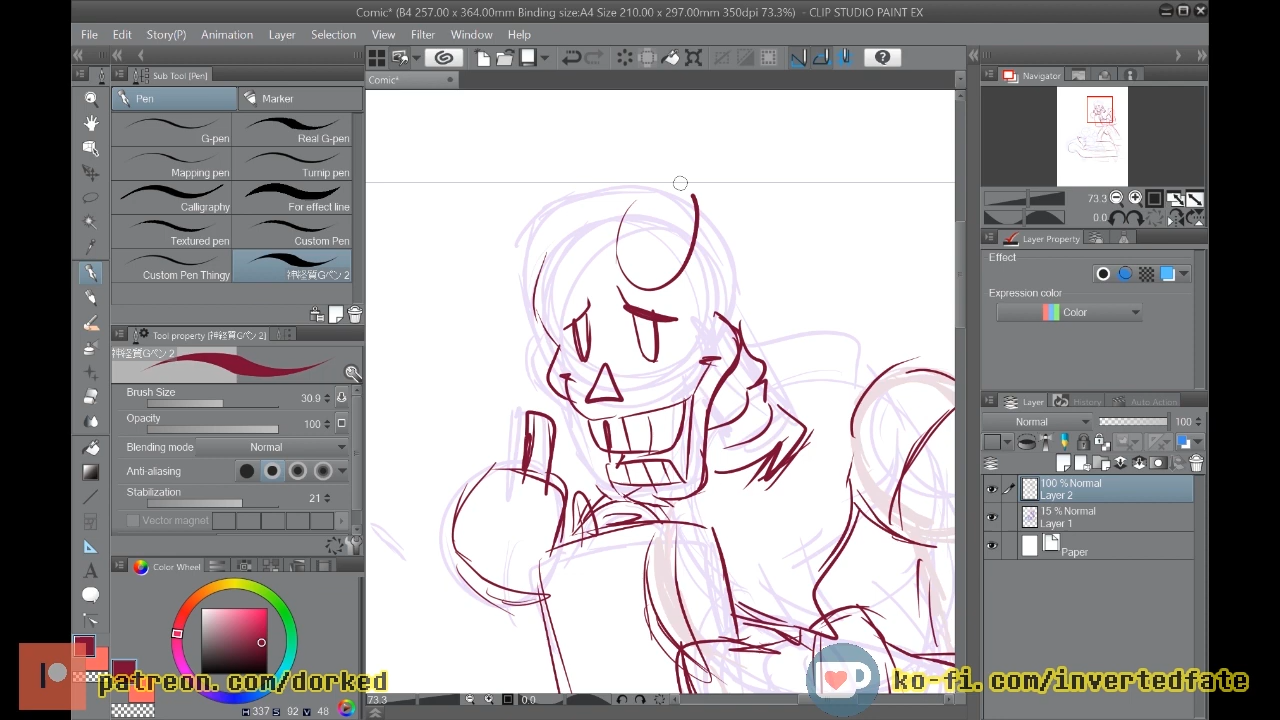 Comic* (B4 257.00 x 364.00mm Binding size:A4 Size 210.00 x 297.00mm 350dpi 73.3%) - CLIP STUDIO PAINT EX
File Edit Story(P) Animation Layer Selection View Filter Window Help
Sub Tool [Pen]
Comic*
Navigator
Pen Marker
G-pen Real G-pen
Mapping pen Turnip pen
Calligraphy For effect line
Textured pen Custom Pen
Custom Pen Thingy 神経質Gペン 2
73.3
0.0
Layer Property
Effect
Expression color
Color
Tool property [神経質Gペン 2]
神経質Gペン 2
Brush Size 30.9
Opacity 100
Blending mode Normal
Anti-aliasing
Stabilization 21
Vector magnet
Layer History Auto Action
Normal 100
100 % Normal
Layer 2
15 % Normal
Layer 1
Paper
Color Wheel
H 337 S 92 V 48
73.3 0.0
patreon.com/dorked
ko-fi.com/invertedfate